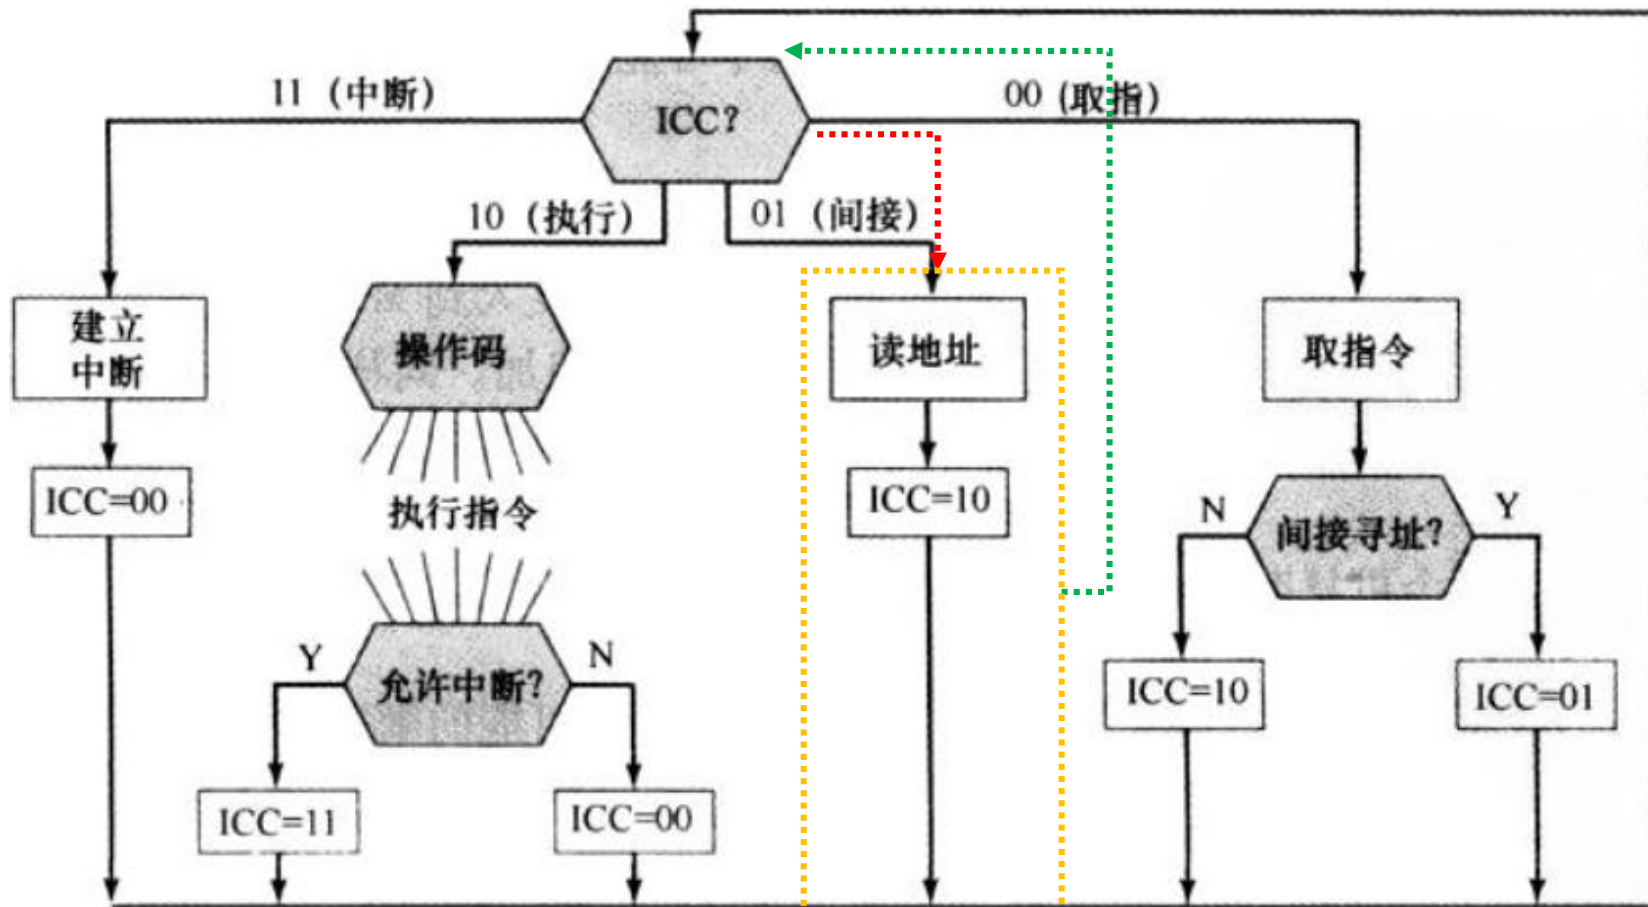 ICC?
11 (中断)
00 (取指)
10 (执行)
01 (间接)
建立
中断
操作码
读地址
取指令
ICC=00
执行指令
ICC=10
N
间接寻址?
Y
Y
允许中断?
N
ICC=10
ICC=01
ICC=11
ICC=00